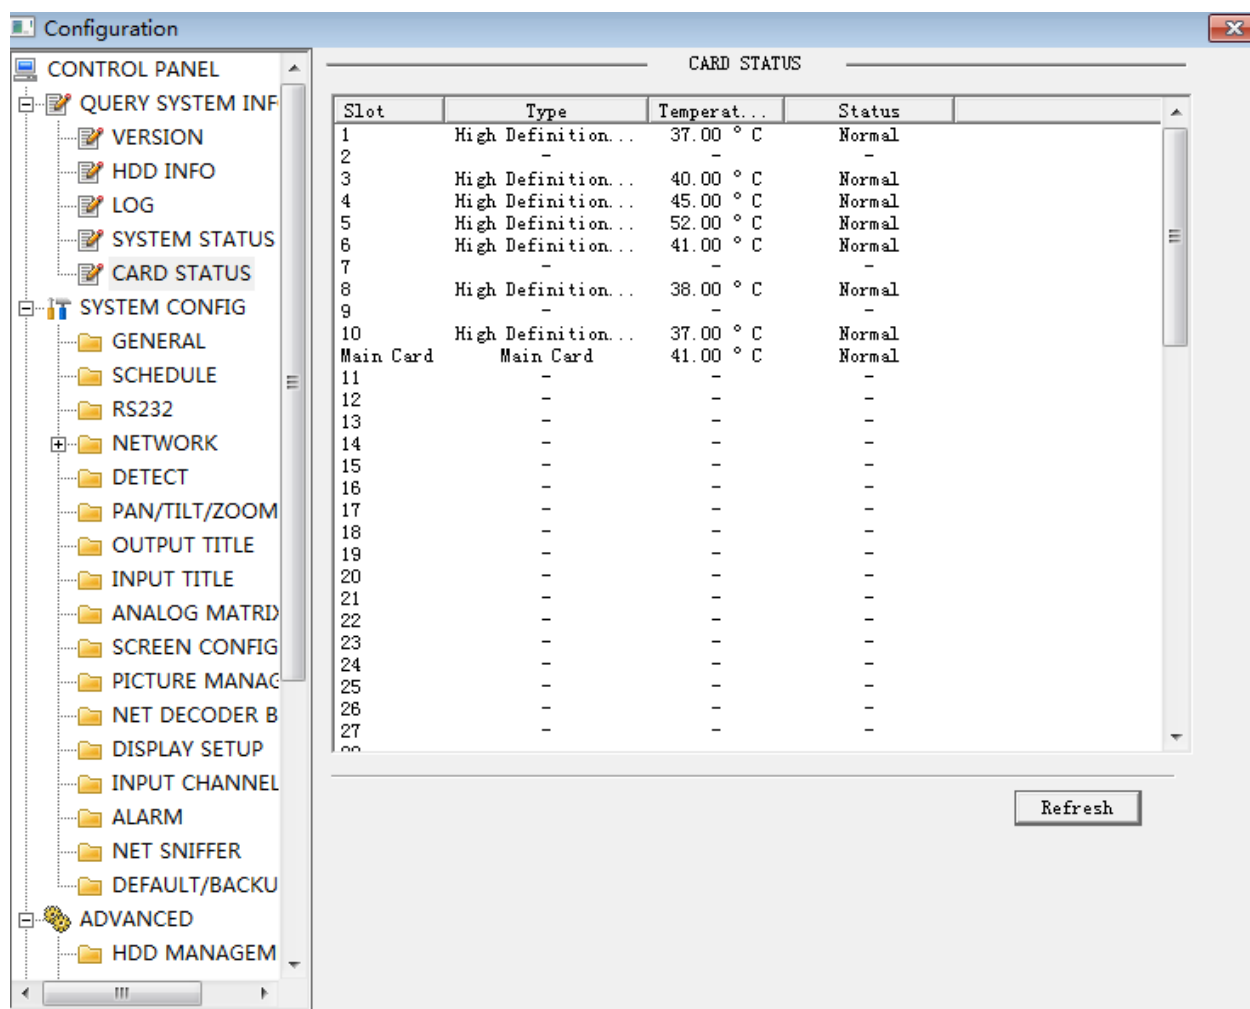 Configuration
CONTROL PANEL
QUERY SYSTEM INF
VERSION
HDD INFO
LOG
SYSTEM STATUS
CARD STATUS
SYSTEM CONFIG
GENERAL
SCHEDULE
RS232
NETWORK
DETECT
PAN/TILT/ZOOM
OUTPUT TITLE
INPUT TITLE
ANALOG MATRIX
SCREEN CONFIG
PICTURE MANAG
NET DECODER B
DISPLAY SETUP
INPUT CHANNEL
ALARM
NET SNIFFER
DEFAULT/BACKU
ADVANCED
HDD MANAGEM
CARD STATUS
Slot Type Temperat... Status
1 High Definition... 37.00 ° C Normal
2 - - -
3 High Definition... 40.00 ° C Normal
4 High Definition... 45.00 ° C Normal
5 High Definition... 52.00 ° C Normal
6 High Definition... 41.00 ° C Normal
7 - - -
8 High Definition... 38.00 ° C Normal
9 - - -
10 High Definition... 37.00 ° C Normal
Main Card Main Card 41.00 ° C Normal
11 - - -
12 - - -
13 - - -
14 - - -
15 - - -
16 - - -
17 - - -
18 - - -
19 - - -
20 - - -
21 - - -
22 - - -
23 - - -
24 - - -
25 - - -
26 - - -
27 - - -
Refresh